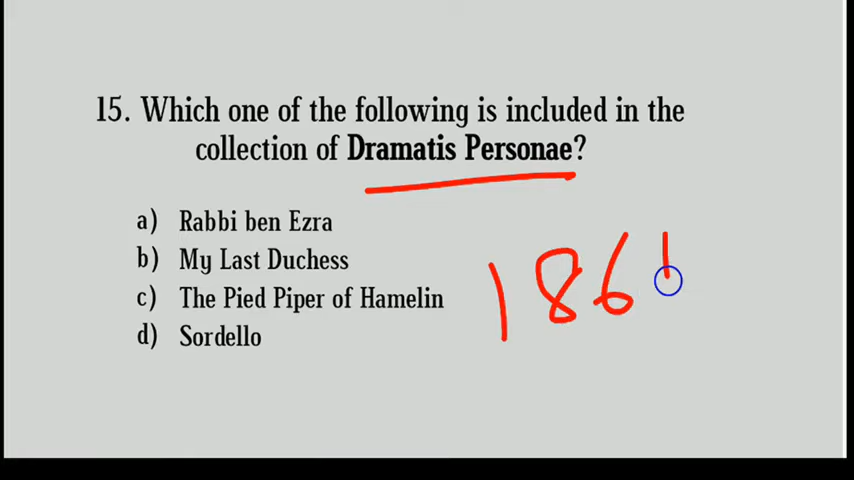 15. Which one of the following is included in the
collection of Dramatis Personae?
a) Rabbi ben Ezra
b) My Last Duchess
c) The Pied Piper of Hamelin
d) Sordello
186